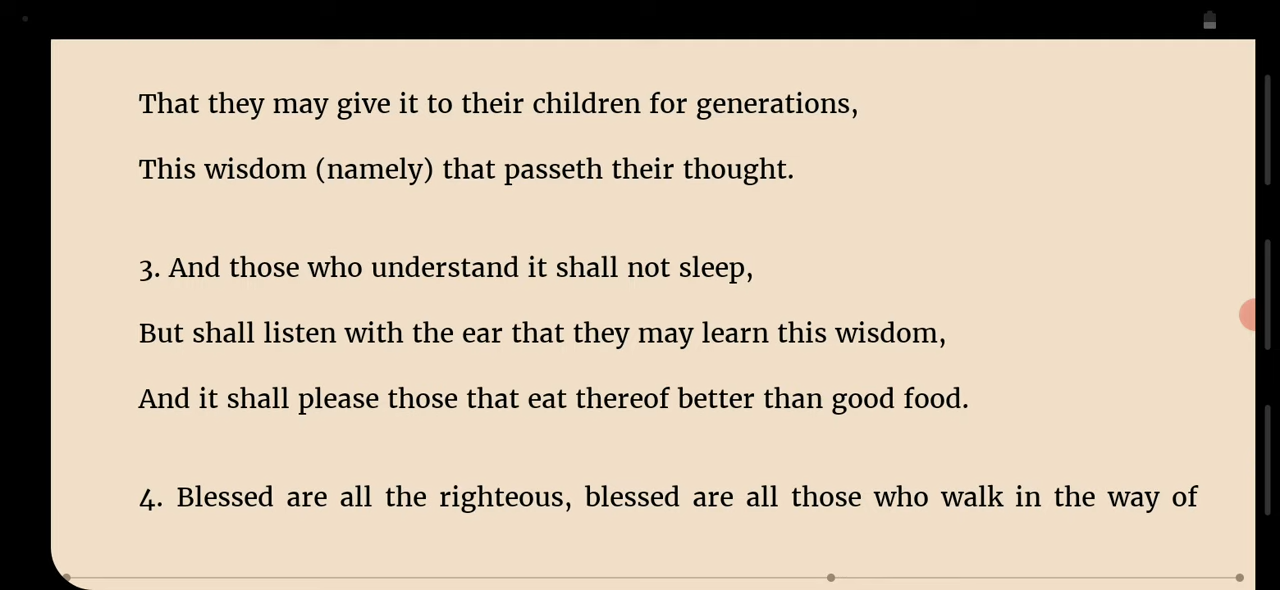 That they may give it to their children for generations,
This wisdom (namely) that passeth their thought.
3. And those who understand it shall not sleep,
But shall listen with the ear that they may learn this wisdom,
And it shall please those that eat thereof better than good food.
4. Blessed are all the righteous, blessed are all those who walk in the way of